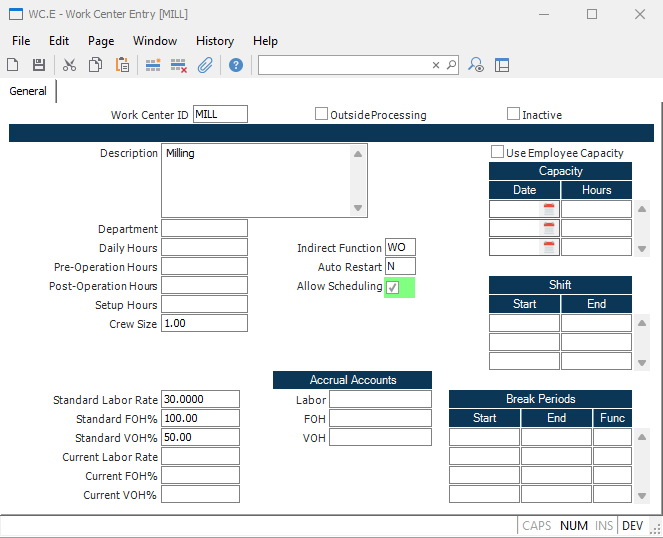 WC.E - Work Center Entry [MILL]
File Edit Page Window History Help
General
Work Center ID MILL OutsideProcessing Inactive
Description Milling Use Employee Capacity
Capacity
Date Hours
Department
Daily Hours Indirect Function WO
Pre-Operation Hours Auto Restart N
Post-Operation Hours Allow Scheduling
Shift
Setup Hours Start End
Crew Size 1.00
Accrual Accounts
Standard Labor Rate 30.0000 Labor Break Periods
Standard FOH% 100.00 FOH Start End Func
Standard VOH% 50.00 VOH
Current Labor Rate
Current FOH%
Current VOH%
CAPS NUM INS DEV